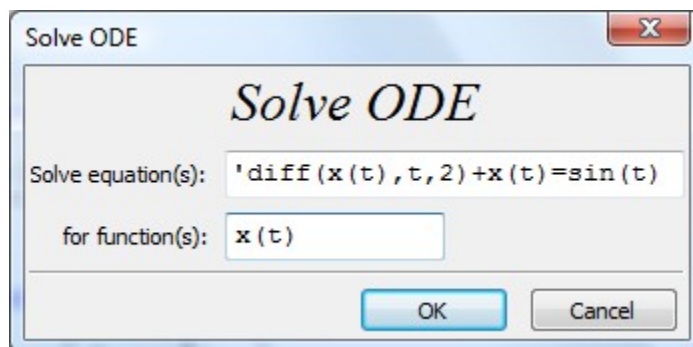 Solve ODE
Solve ODE
Solve equation(s): 'diff(x(t),t,2)+x(t)=sin(t)
for function(s): x(t)
OK Cancel